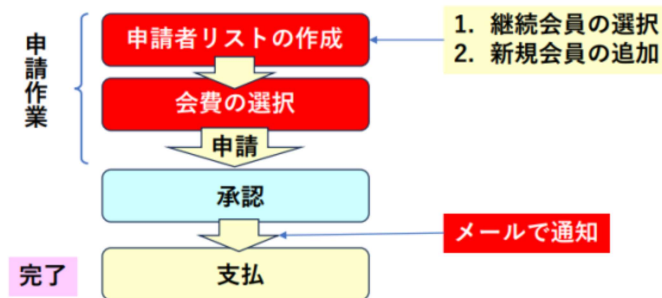 申請作業
申請者リストの作成
1. 継続会員の選択
2. 新規会員の追加
会費の選択
申請
承認
メールで通知
完了
支払